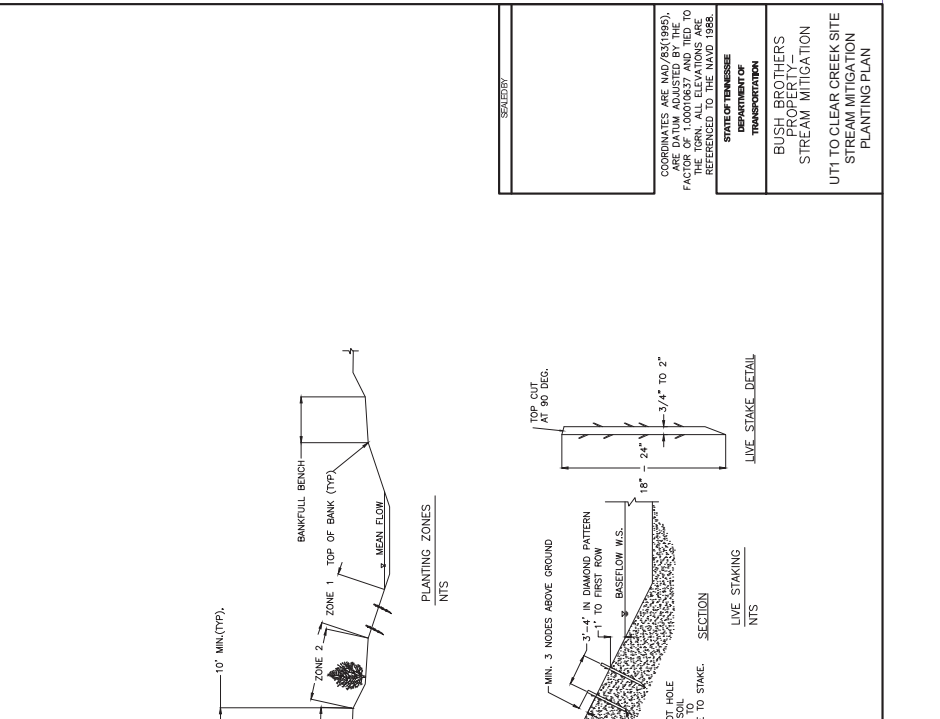 SEALED BY
COORDINATES ARE NAD/83(1995),
ARE DATUM ADJUSTED BY THE
FACTOR OF 1.00010637 AND TIED TO
THE TGRN. ALL ELEVATIONS ARE
REFERENCED TO THE NAVD 1988.
STATE OF TENNESSEE
DEPARTMENT OF
TRANSPORTATION
BUSH BROTHERS
PROPERTY–
STREAM MITIGATION
UT1 TO CLEAR CREEK SITE
STREAM MITIGATION
PLANTING PLAN
10' MIN.(TYP).
BANKFULL BENCH
ZONE 2
ZONE 1
TOP OF BANK (TYP)
MEAN FLOW
PLANTING ZONES
NTS
MIN. 3 NODES ABOVE GROUND
3'-4' IN DIAMOND PATTERN
1' TO FIRST ROW
BASEFLOW W.S.
OT HOLE
SOIL
TO
E TO STAKE.
SECTION
LIVE STAKING
NTS
TOP CUT
AT 90 DEG.
18" – 24"
3/4" TO 2"
LIVE STAKE DETAIL